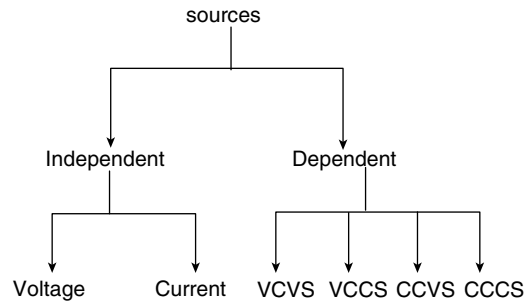 sources
Independent Dependent
Voltage Current VCVS VCCS CCVS CCCS